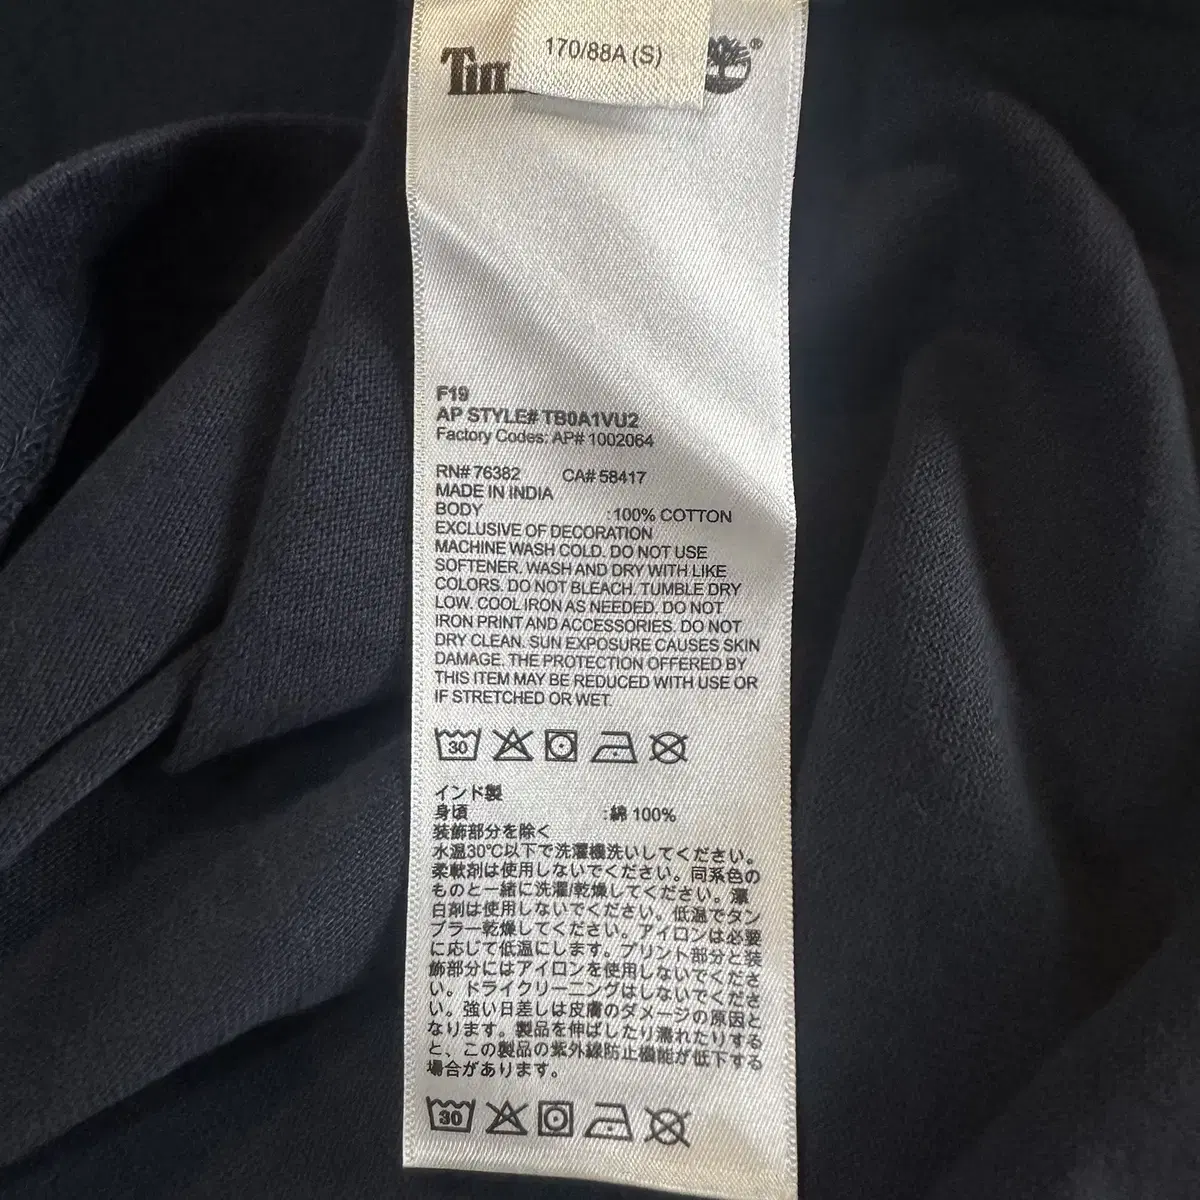 170/88A (S)
F19
AP STYLE# TB0A1VU2
Factory Codes: AP# 1002064
RN# 76382 CA# 58417
MADE IN INDIA
BODY :100% COTTON
EXCLUSIVE OF DECORATION
MACHINE WASH COLD. DO NOT USE
SOFTENER. WASH AND DRY WITH LIKE
COLORS. DO NOT BLEACH. TUMBLE DRY
LOW. COOL IRON AS NEEDED. DO NOT
IRON PRINT AND ACCESSORIES. DO NOT
DRY CLEAN. SUN EXPOSURE CAUSES SKIN
DAMAGE. THE PROTECTION OFFERED BY
THIS ITEM MAY BE REDUCED WITH USE OR
IF STRETCHED OR WET.
30
インド製
身頃 :綿 100%
装飾部分を除く
水温30℃以下で洗濯機洗いしてください。
柔軟剤は使用しないでください。同系色の
ものと一緒に洗濯/乾燥してください。漂
白剤は使用しないでください。低温でタン
ブラー乾燥してください。アイロンは必要
に応じて低温にします。プリント部分と装
飾部分にはアイロンを使用しないでくださ
い。ドライクリーニングはしないでくださ
い。強い日差しは皮膚のダメージの原因と
なります。製品を伸ばしたり濡れたりする
と、この製品の紫外線防止機能が低下する
場合があります。
30